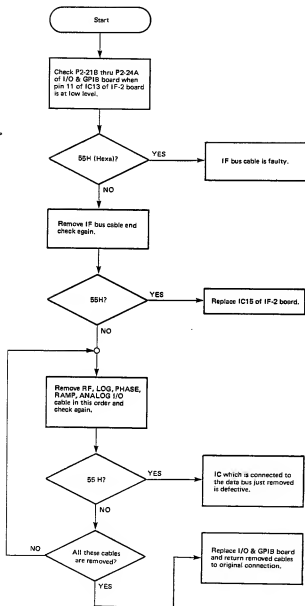 Start
Check P2-21B thru P2-24A
of I/O & GPIB board when
pin 11 of IC13 of IF-2 board
is at low level.
55H (Hexa)?
YES
IF bus cable is faulty.
NO
Remove IF bus cable end
check again.
55H?
YES
Replace IC15 of IF-2 board.
NO
Remove RF, LOG, PHASE,
RAMP, ANALOG I/O
cable in this order and
check again.
55 H?
YES
IC which is connected to
the data bus just removed
is defective.
NO
NO
All these cables
are removed?
YES
Replace I/O & GPIB board
and return removed cables
to original connection.